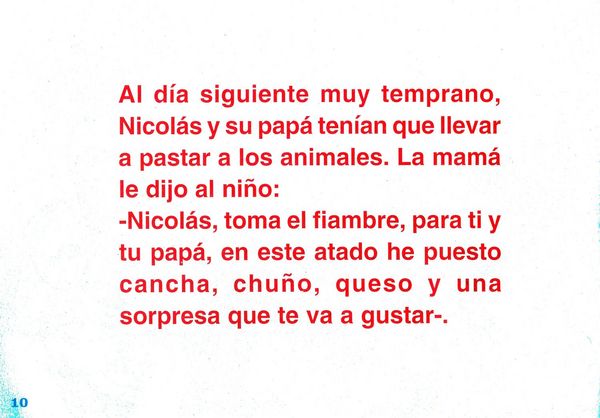 Al día siguiente muy temprano,
Nicolás y su papá tenían que llevar
a pastar a los animales. La mamá
le dijo al niño:
-Nicolás, toma el fiambre, para ti y
tu papá, en este atado he puesto
cancha, chuño, queso y una
sorpresa que te va a gustar-.
10